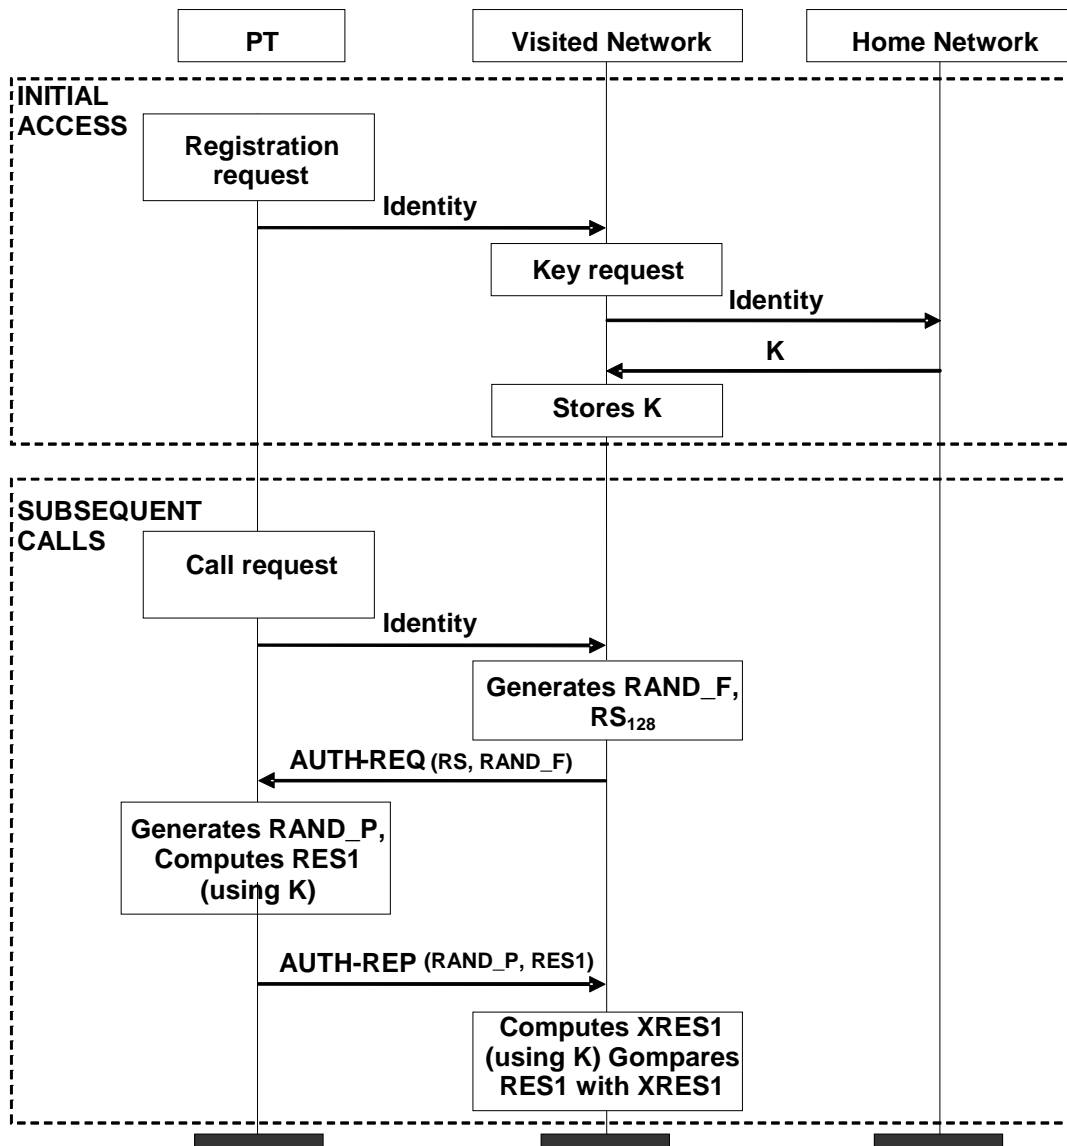 PT
Visited Network
Home Network
INITIAL
ACCESS
Registration
request
Identity
Key request
Identity
K
Stores K
SUBSEQUENT
CALLS
Call request
Identity
Generates RAND_F,
RS₁₂₈
AUTH-REQ (RS, RAND_F)
Generates RAND_P,
Computes RES1
(using K)
AUTH-REP (RAND_P, RES1)
Computes XRES1
(using K) Gompares
RES1 with XRES1